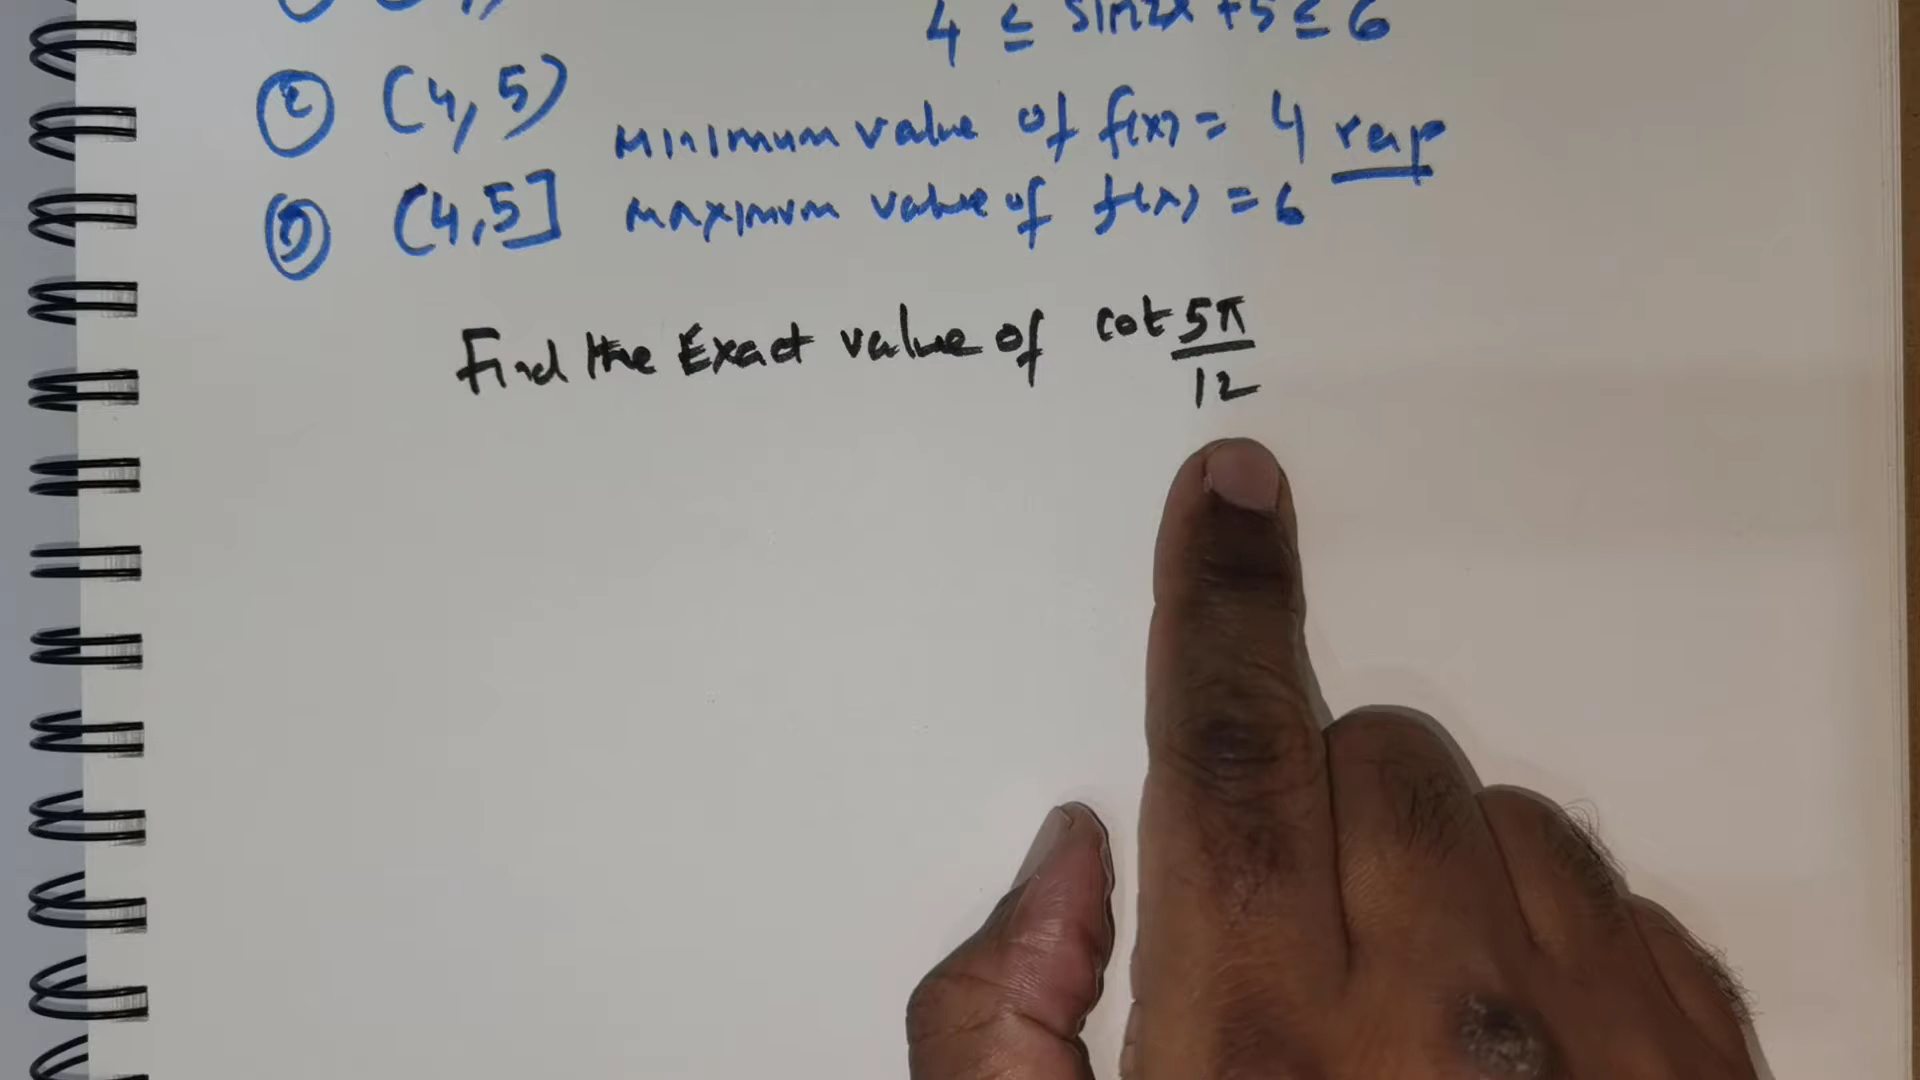 4 ≤ sin2x + 5 ≤ 6
(4,5)
minimum value of f(x) = 4
(4,5] maximum value of f(x) = 6
Find the Exact value of cot 5π/12